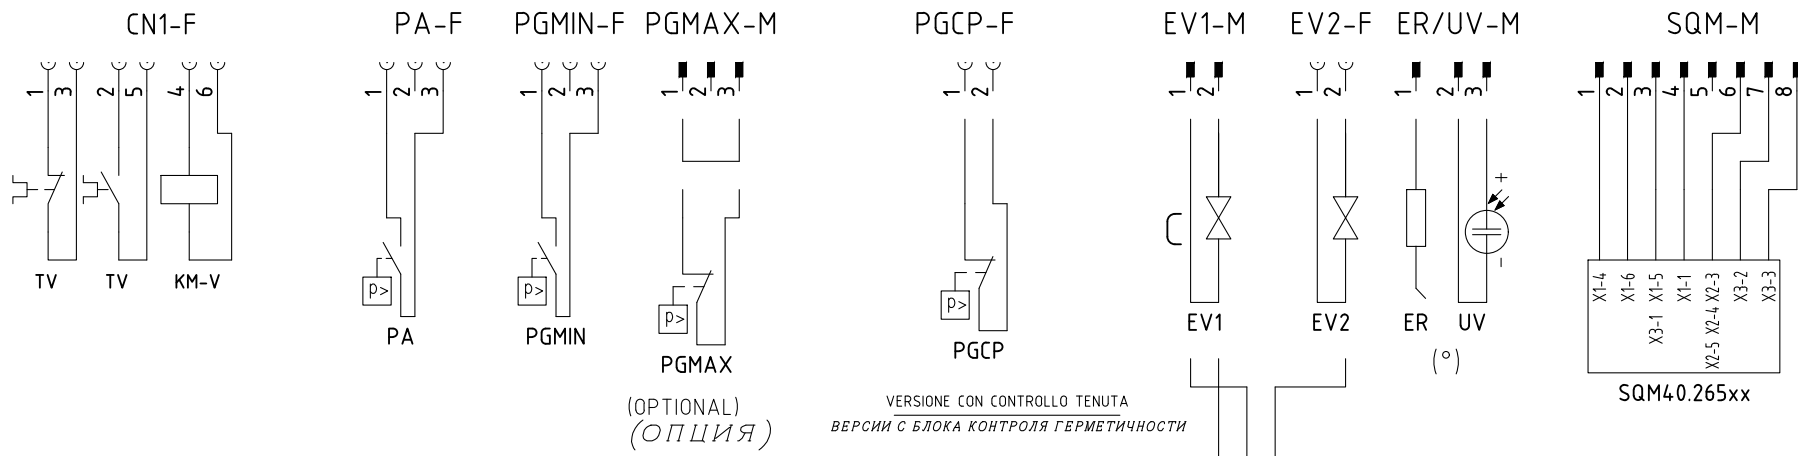 CN1-F PA-F PGMIN-F PGMAX-M PGCP-F EV1-M EV2-F ER/UV-M SQM-M
1 3 2 5 4 6 1 2 3 1 2 3 1 2 3 1 2 1 2 1 2 1 2 3 1 2 3 4 5 6 7 8
+
-
p> p> p> p>
X1-4 X1-6 X3-1 X1-5 X1-1 X2-5 X2-4 X2-3 X3-2 X3-3
TV TV KM-V
PA PGMIN PGMAX PGCP EV1 EV2 ER UV
(°)
SQM40.265xx
(OPTIONAL)
(ОПЦИЯ)
VERSIONE CON CONTROLLO TENUTA
ВЕРСИИ С БЛОКА КОНТРОЛЯ ГЕРМЕТИЧНОСТИ